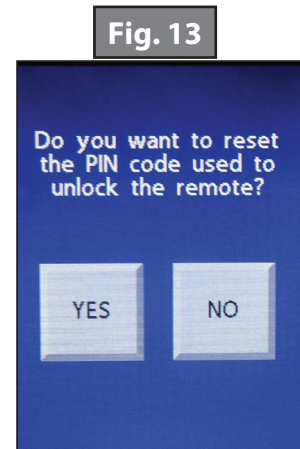 Fig. 13
Do you want to reset
the PIN code used to
unlock the remote?
YES NO